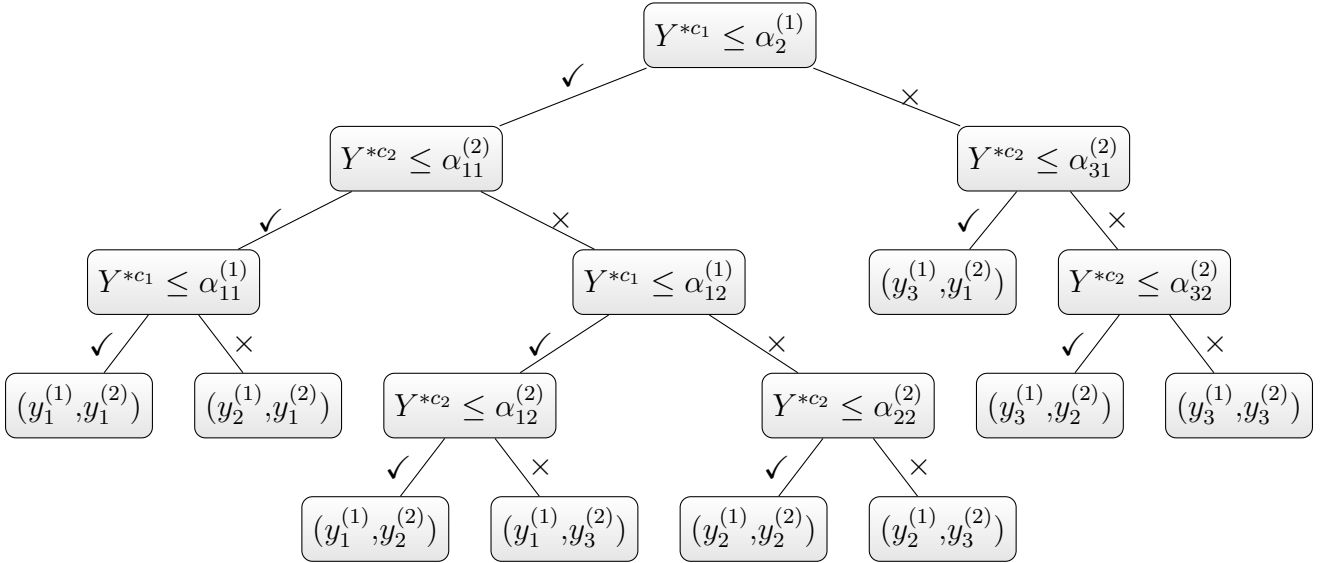 Y^{*c_1} ≤ α_2^{(1)}
✓ ×
Y^{*c_2} ≤ α_{11}^{(2)} Y^{*c_2} ≤ α_{31}^{(2)}
✓ × ✓ ×
Y^{*c_1} ≤ α_{11}^{(1)} Y^{*c_1} ≤ α_{12}^{(1)} (y_3^{(1)},y_1^{(2)}) Y^{*c_2} ≤ α_{32}^{(2)}
✓ × ✓ × ✓ ×
(y_1^{(1)},y_1^{(2)}) (y_2^{(1)},y_1^{(2)}) Y^{*c_2} ≤ α_{12}^{(2)} Y^{*c_2} ≤ α_{22}^{(2)} (y_3^{(1)},y_2^{(2)}) (y_3^{(1)},y_3^{(2)})
✓ × ✓ ×
(y_1^{(1)},y_2^{(2)}) (y_1^{(1)},y_3^{(2)}) (y_2^{(1)},y_2^{(2)}) (y_2^{(1)},y_3^{(2)})